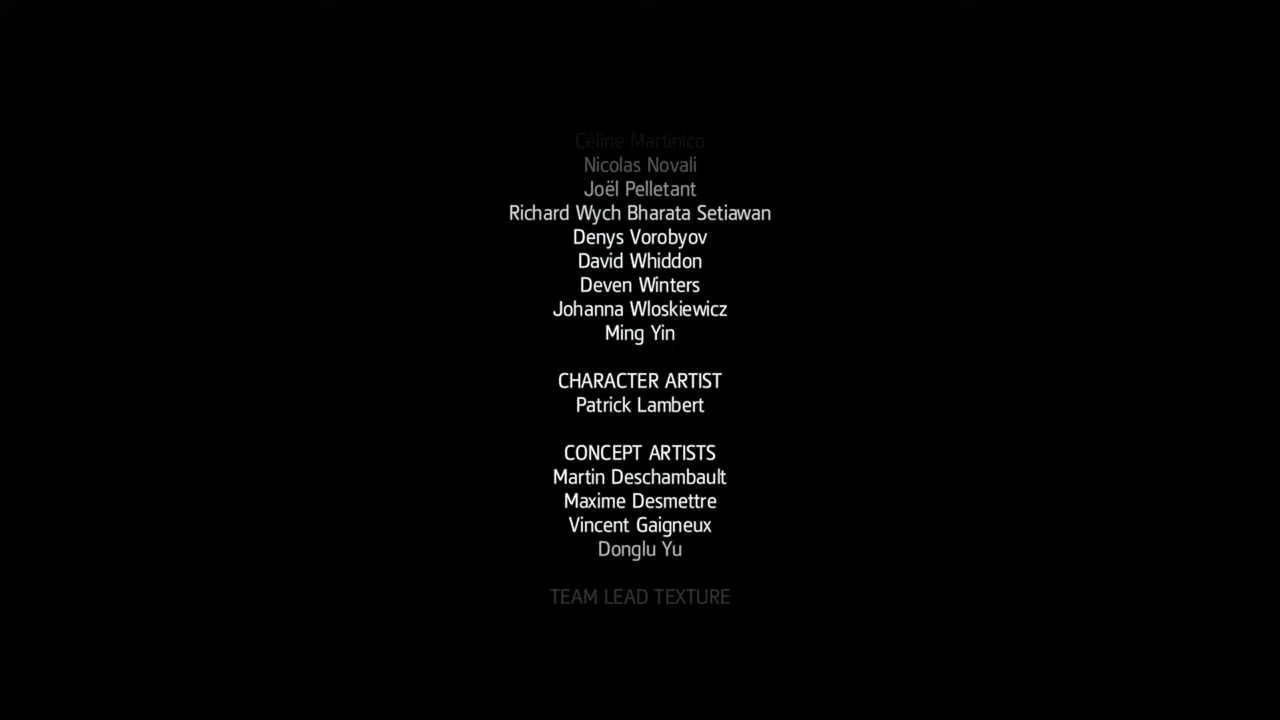 Céline Martinico
Nicolas Novali
Joël Pelletant
Richard Wych Bharata Setiawan
Denys Vorobyov
David Whiddon
Deven Winters
Johanna Wloskiewicz
Ming Yin
CHARACTER ARTIST
Patrick Lambert
CONCEPT ARTISTS
Martin Deschambault
Maxime Desmettre
Vincent Gaigneux
Donglu Yu
TEAM LEAD TEXTURE